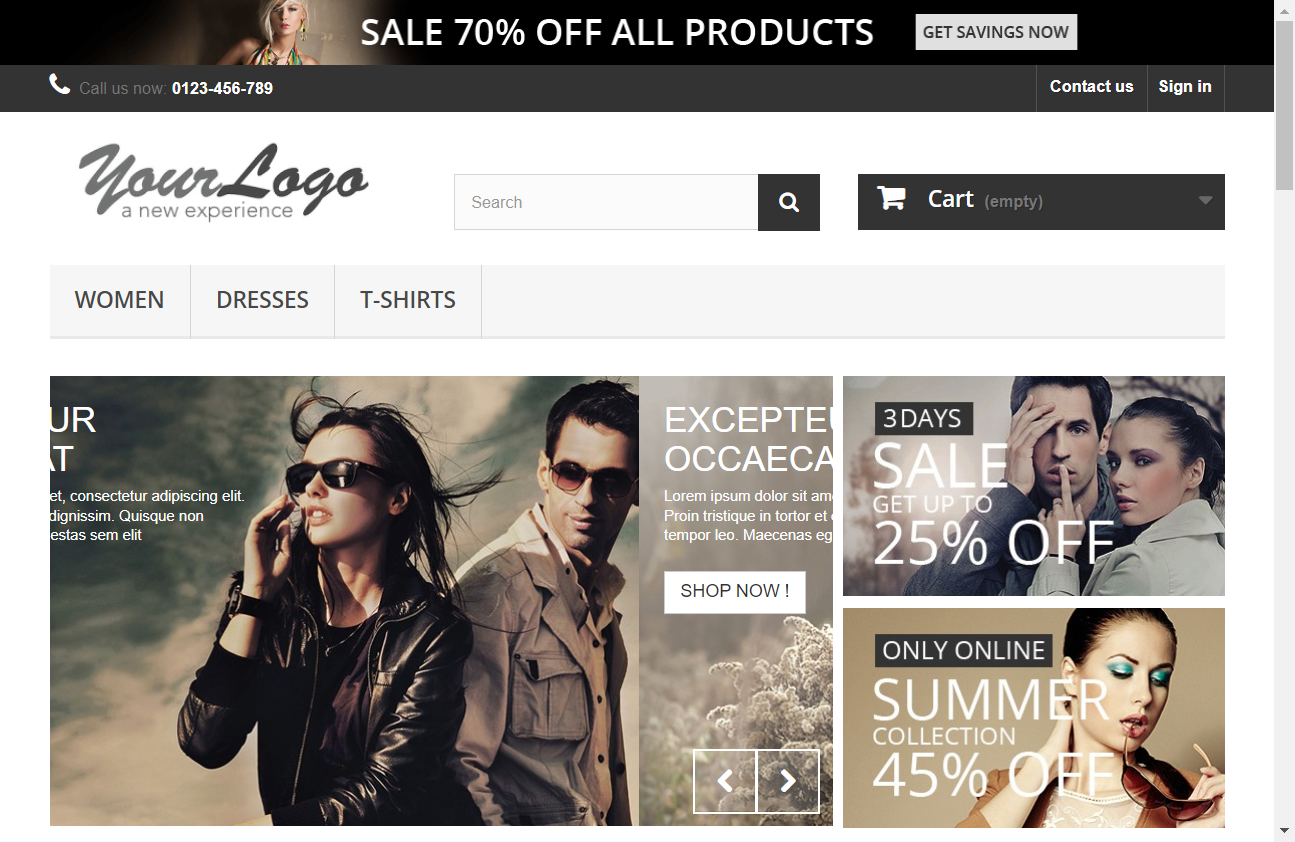 SALE 70% OFF ALL PRODUCTS
GET SAVINGS NOW
Call us now: 0123-456-789
Contact us
Sign in
YourLogo
a new experience
Search
Cart (empty)
WOMEN
DRESSES
T-SHIRTS
UR
AT
et, consectetur adipiscing elit.
dignissim. Quisque non
estas sem elit
EXCEPTEU
OCCAECA
Lorem ipsum dolor sit am
Proin tristique in tortor et
tempor leo. Maecenas eg
SHOP NOW !
3 DAYS
SALE
GET UP TO
25% OFF
ONLY ONLINE
SUMMER
COLLECTION
45% OFF